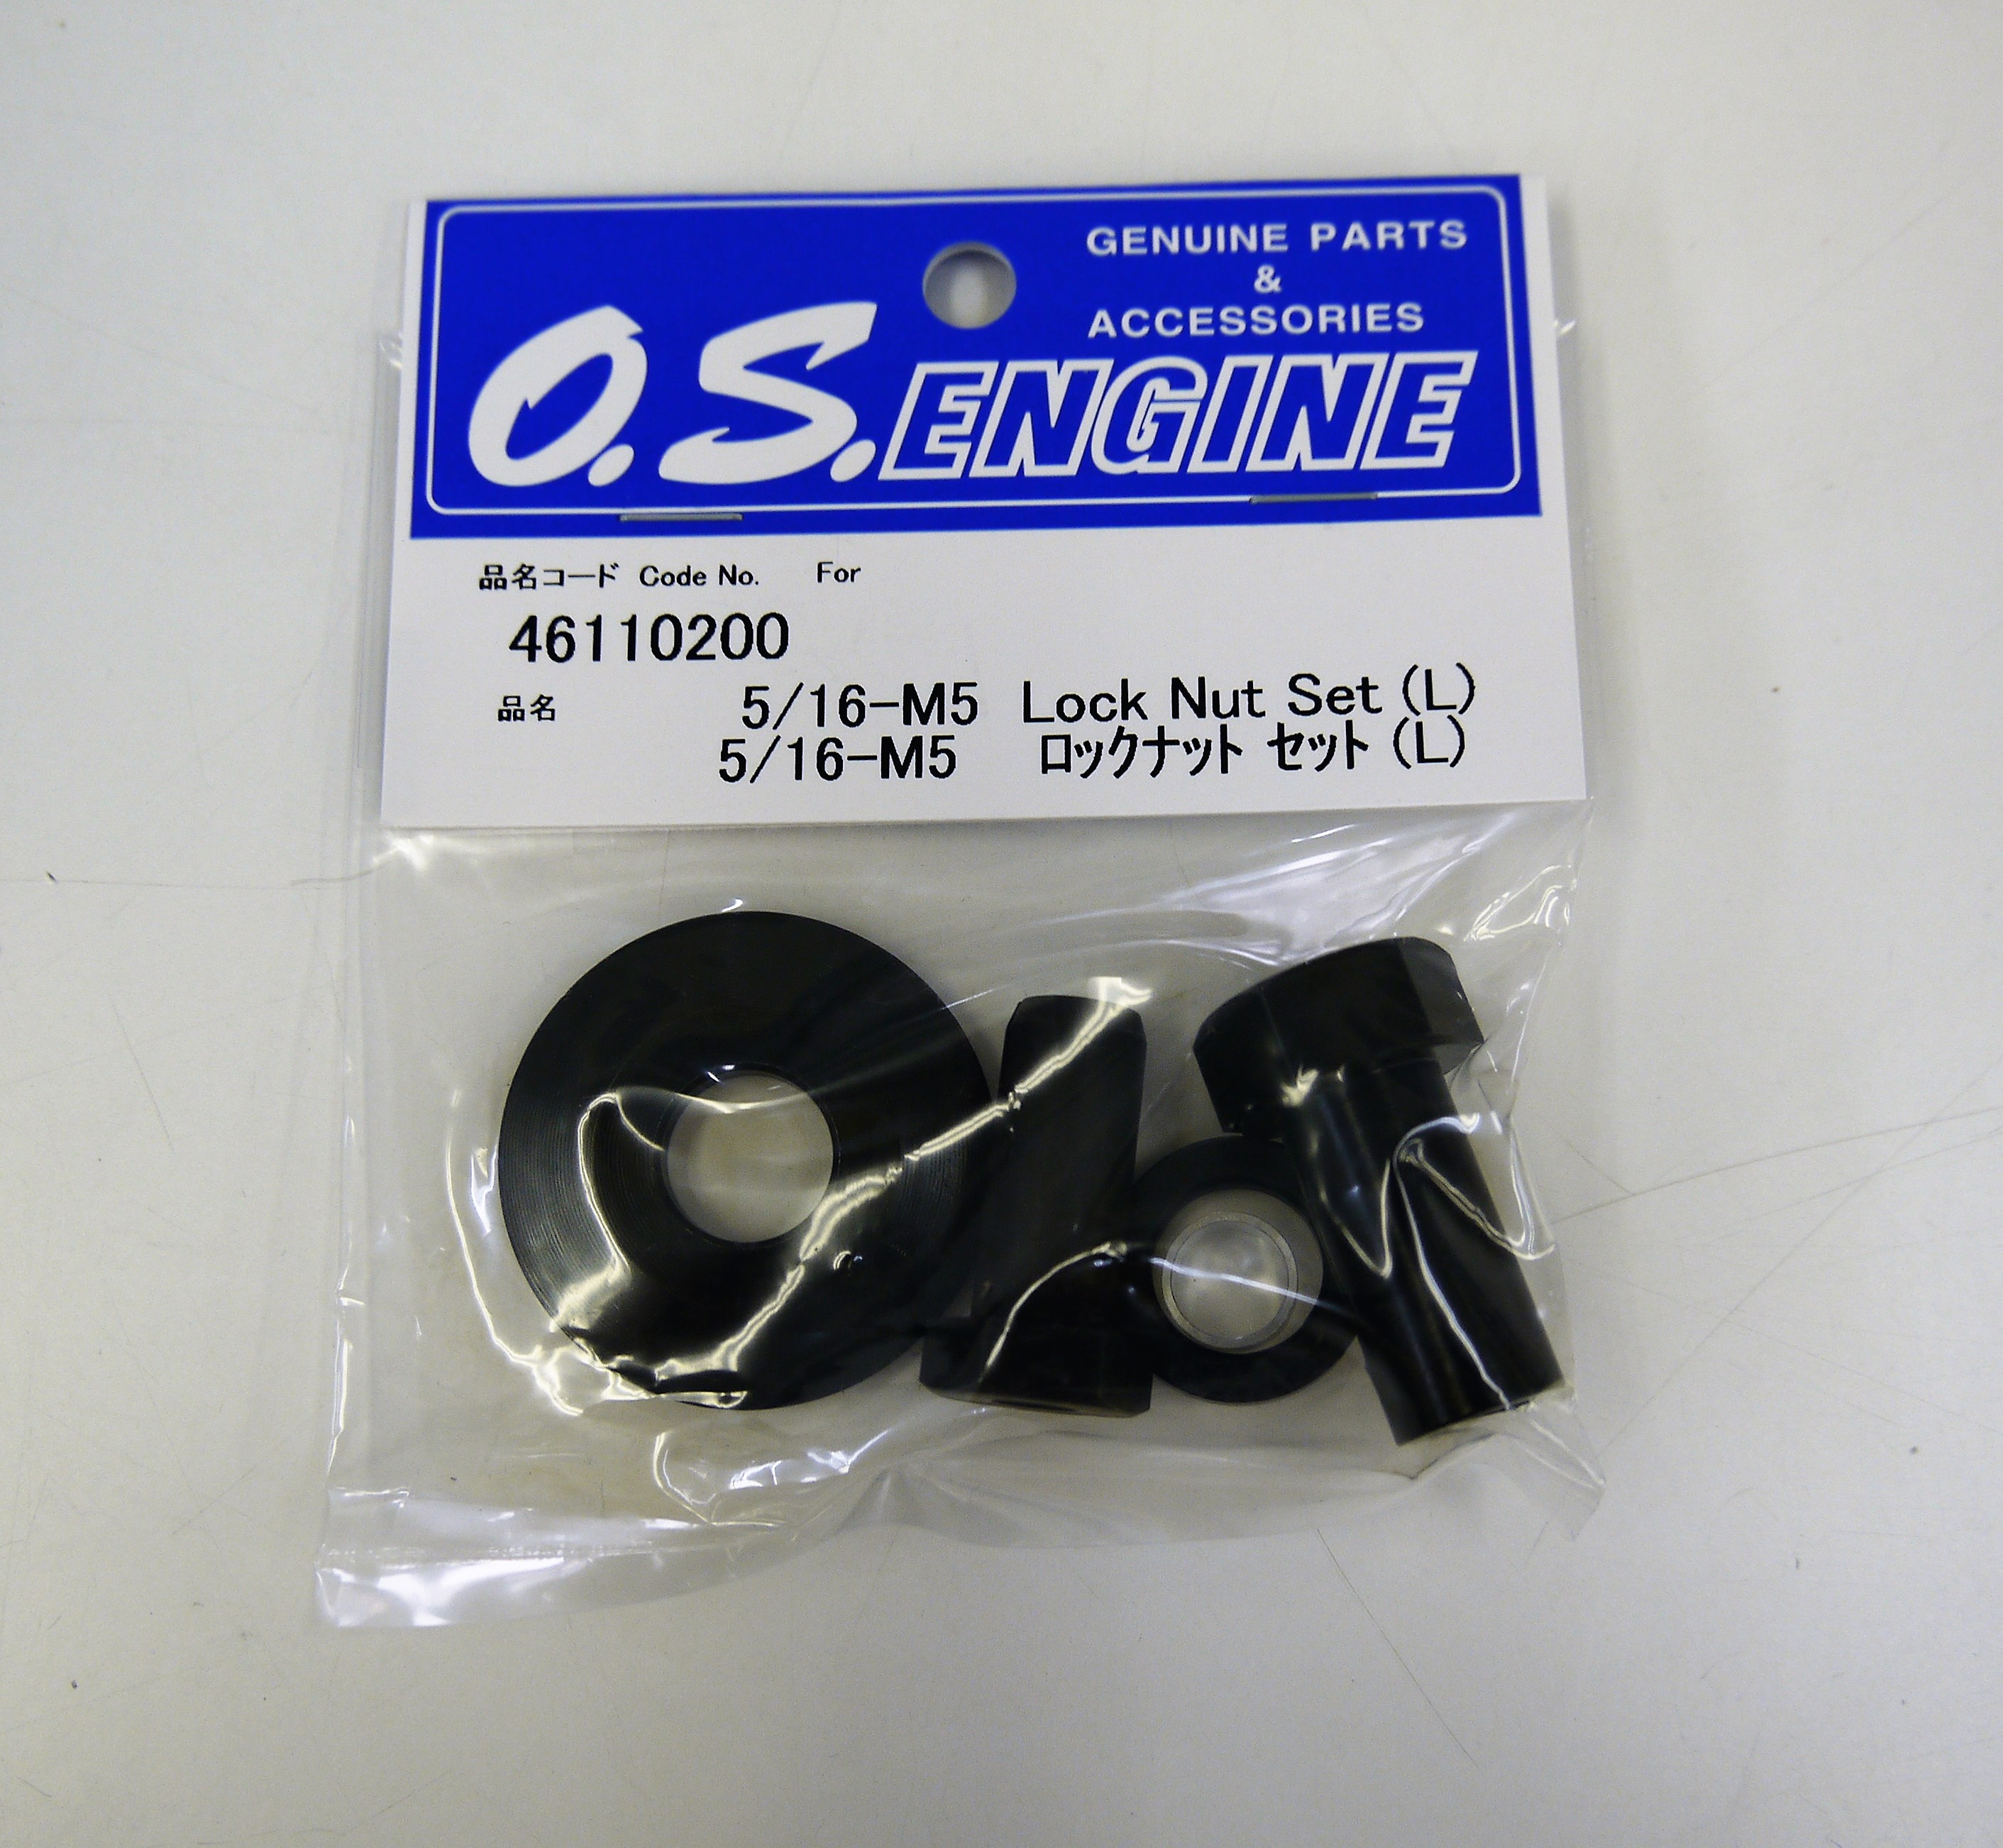 GENUINE PARTS
&
ACCESSORIES
O.S.ENGINE
品名コード Code No. For
46110200
品名 5/16-M5 Lock Nut Set (L)
5/16-M5 ロックナット セット (L)